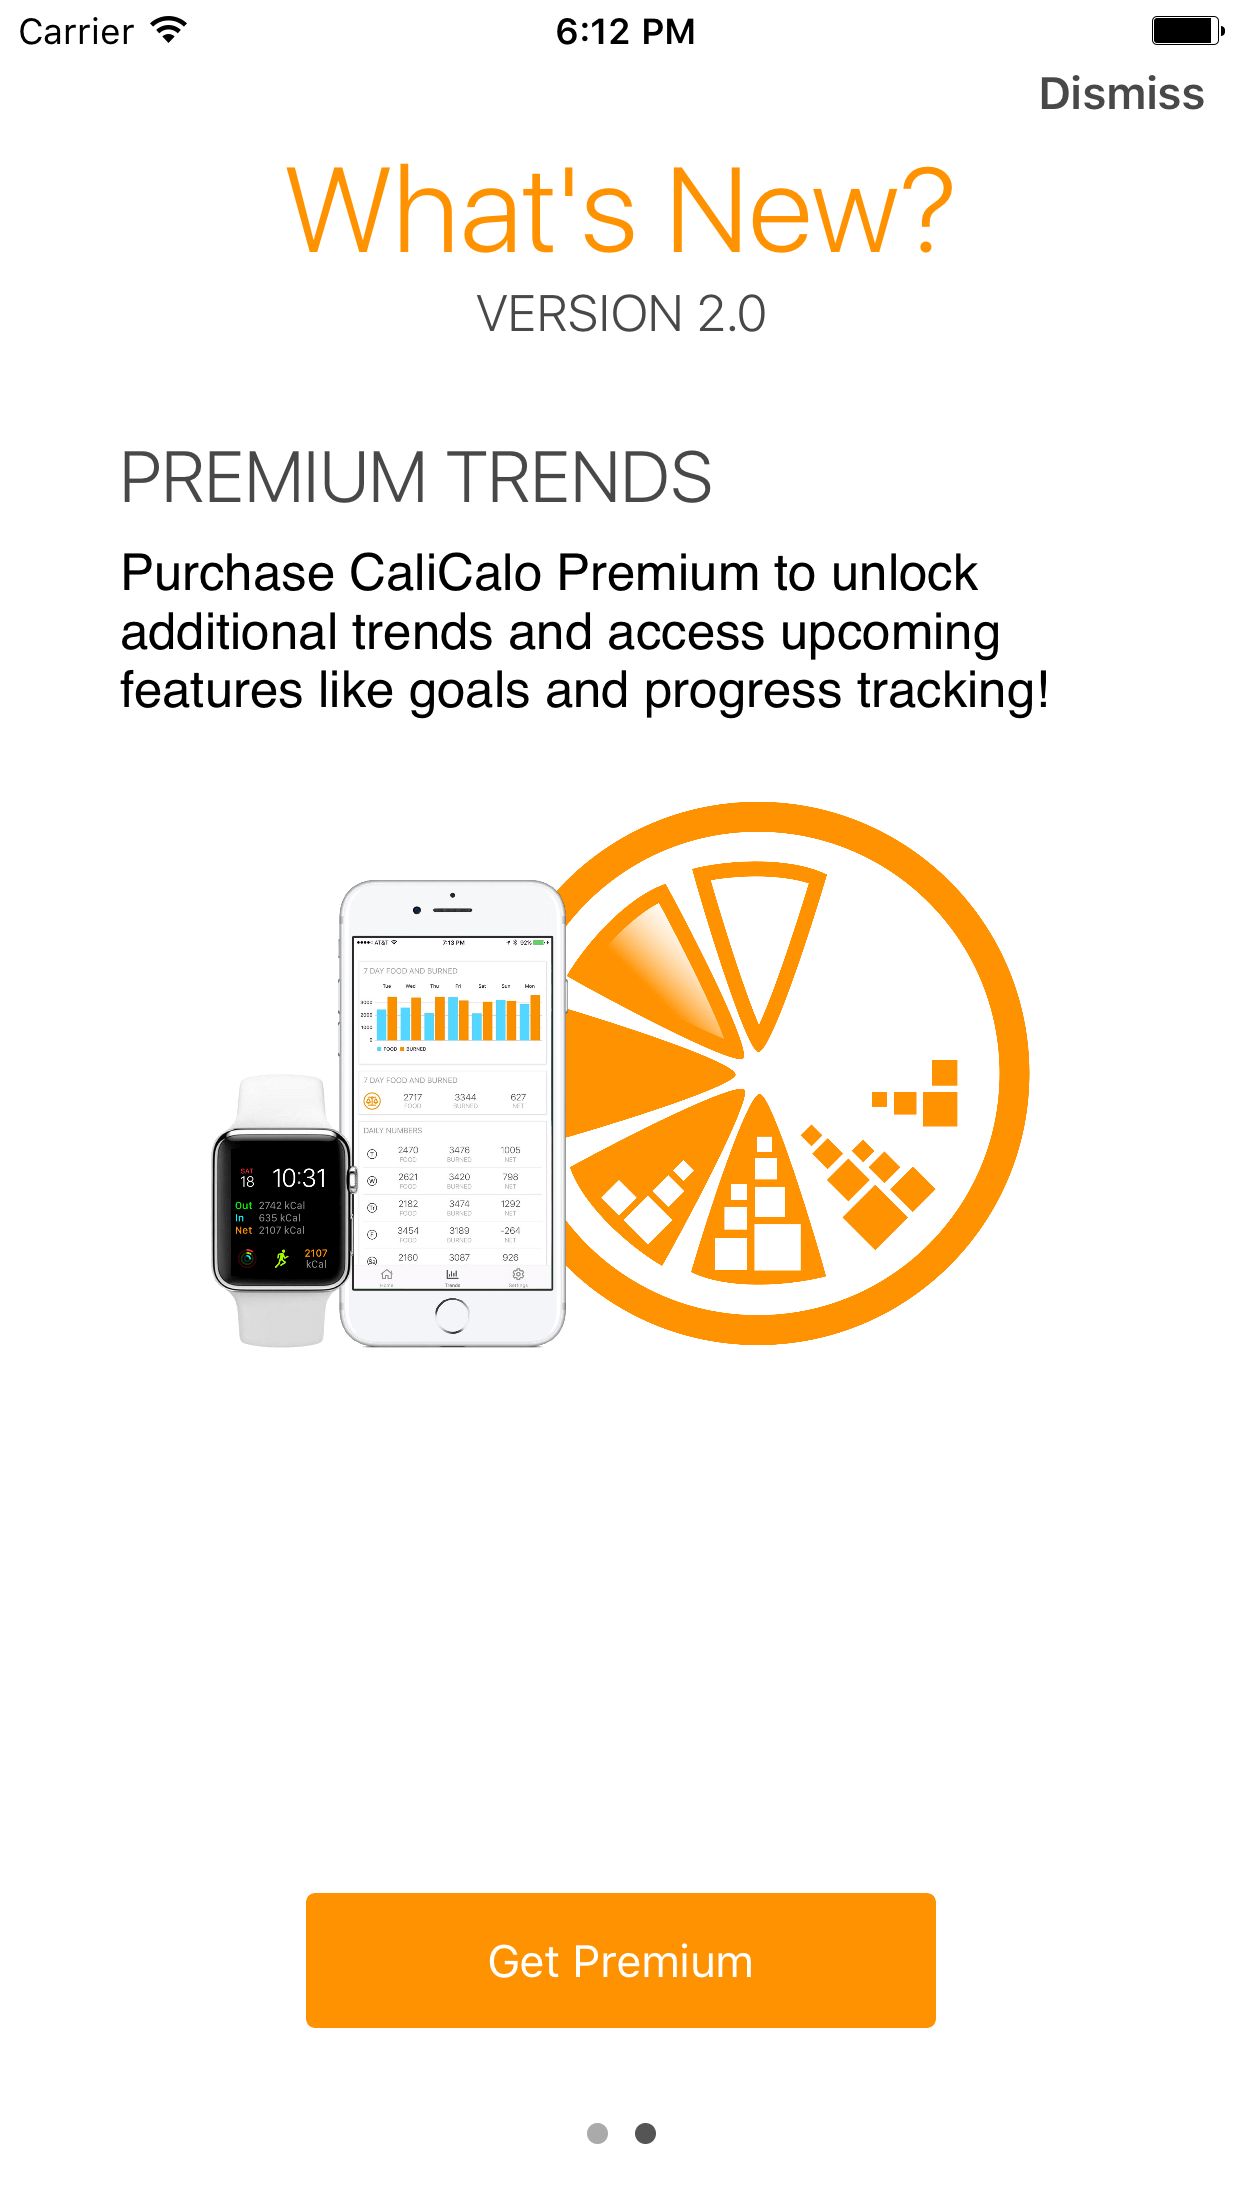 Carrier 6:12 PM
Dismiss
What's New?
VERSION 2.0
PREMIUM TRENDS
Purchase CaliCalo Premium to unlock
additional trends and access upcoming
features like goals and progress tracking!
AT&T 7:13 PM 92%
7 DAY FOOD AND BURNED
Tue Wed Thu Fri Sat Sun Mon
3000
2000
1000
0
FOOD BURNED
7 DAY FOOD AND BURNED
2717 3344 627
FOOD BURNED NET
DAILY NUMBERS
T 2470 3476 1005
FOOD BURNED NET
W 2621 3420 798
FOOD BURNED NET
Tr 2182 3474 1292
FOOD BURNED NET
F 3454 3189 -264
FOOD BURNED NET
Sa 2160 3087 926
Home Trends Settings
SAT
18 10:31
Out 2742 kCal
In 635 kCal
Net 2107 kCal
2107
kCal
Get Premium